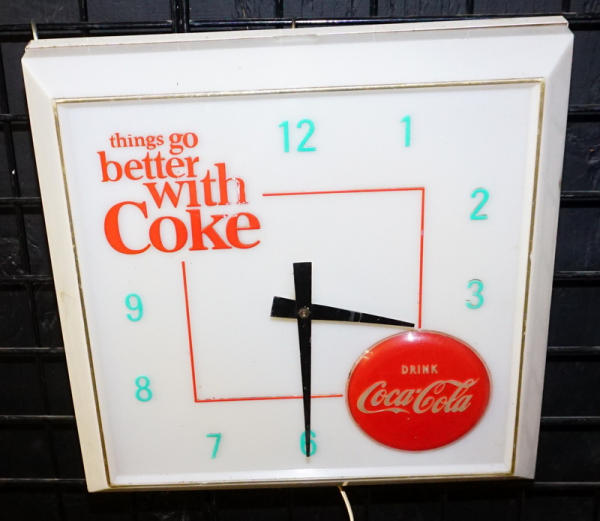 things go
better
with
Coke
12
1
2
3
DRINK
Coca-Cola
6
7
8
9